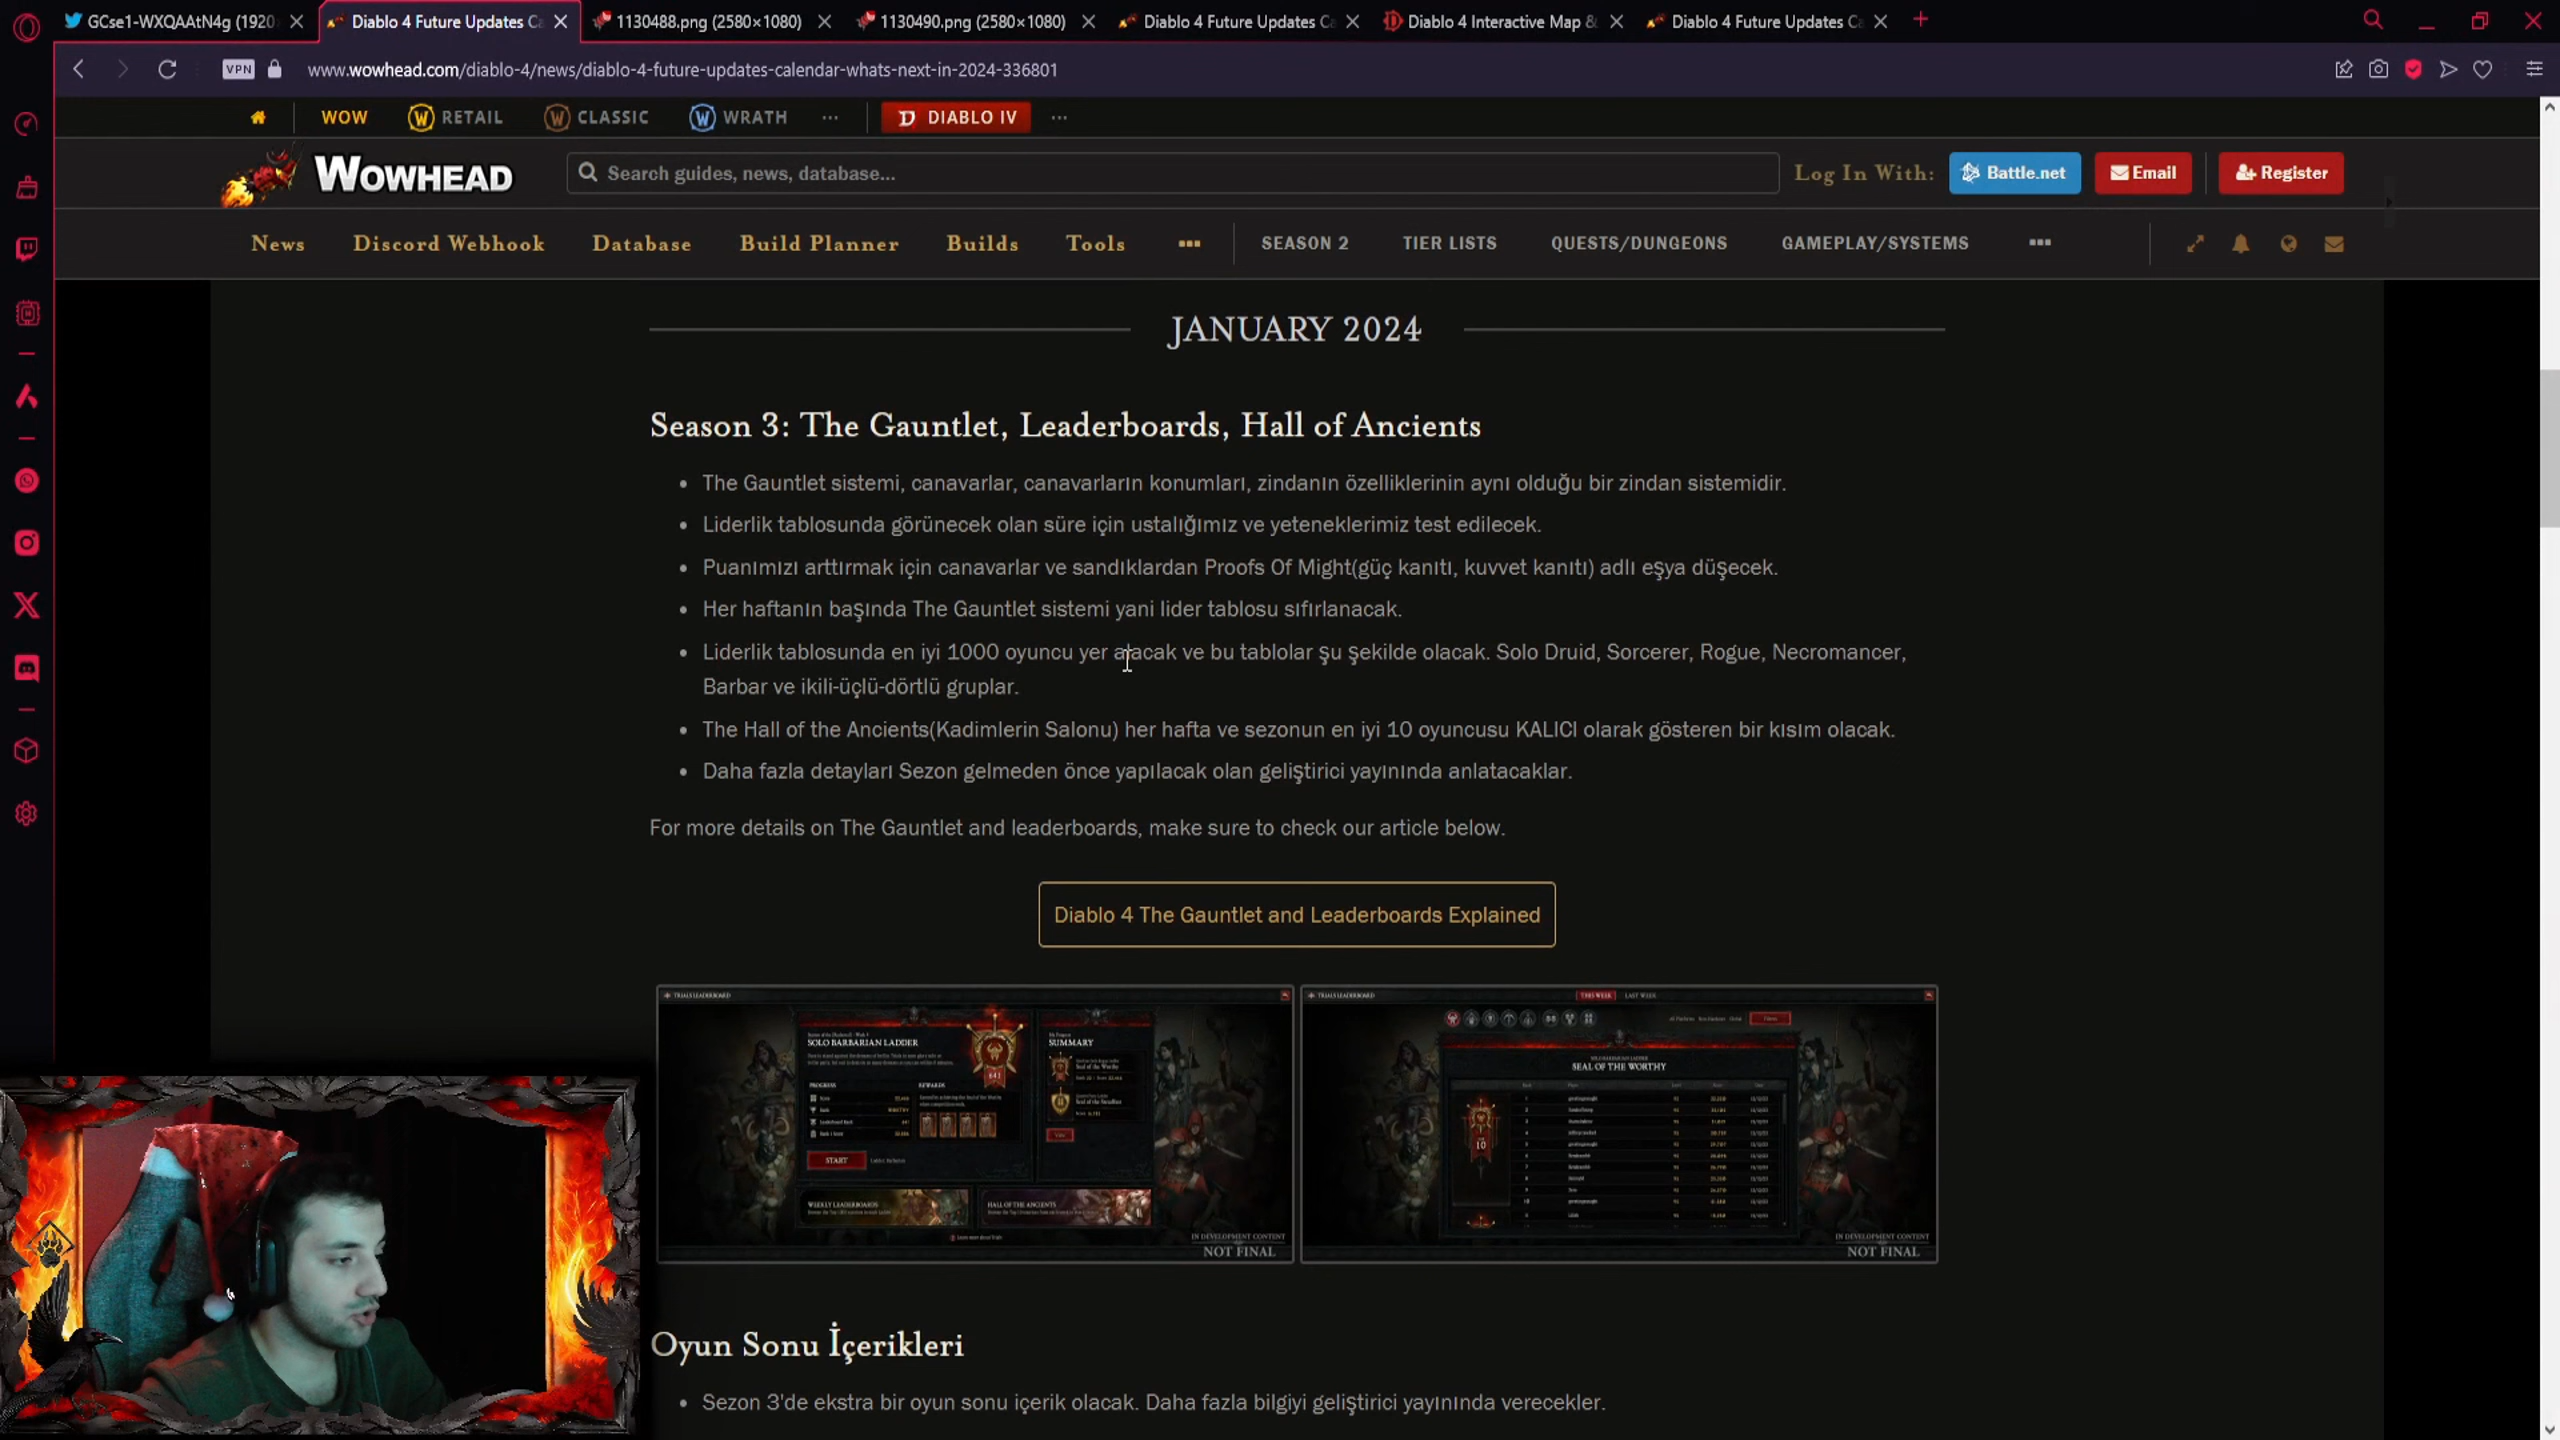 GCse1-WXQAAtN4g (1920
Diablo 4 Future Updates Ca
1130488.png (2580×1080)
1130490.png (2580×1080)
Diablo 4 Future Updates Ca
Diablo 4 Interactive Map &
Diablo 4 Future Updates Ca
VPN
www.wowhead.com/diablo-4/news/diablo-4-future-updates-calendar-whats-next-in-2024-336801
WOW
RETAIL
CLASSIC
WRATH
DIABLO IV
WOWHEAD
Search guides, news, database...
Log In With:
Battle.net
Email
Register
News
Discord Webhook
Database
Build Planner
Builds
Tools
SEASON 2
TIER LISTS
QUESTS/DUNGEONS
GAMEPLAY/SYSTEMS
JANUARY 2024
Season 3: The Gauntlet, Leaderboards, Hall of Ancients
The Gauntlet sistemi, canavarlar, canavarların konumları, zindanın özelliklerinin aynı olduğu bir zindan sistemidir.
Liderlik tablosunda görünecek olan süre için ustalığımız ve yeteneklerimiz test edilecek.
Puanımızı arttırmak için canavarlar ve sandıklardan Proofs Of Might(güç kanıtı, kuvvet kanıtı) adlı eşya düşecek.
Her haftanın başında The Gauntlet sistemi yani lider tablosu sıfırlanacak.
Liderlik tablosunda en iyi 1000 oyuncu yer alacak ve bu tablolar şu şekilde olacak. Solo Druid, Sorcerer, Rogue, Necromancer,
Barbar ve ikili-üçlü-dörtlü gruplar.
The Hall of the Ancients(Kadimlerin Salonu) her hafta ve sezonun en iyi 10 oyuncusu KALICI olarak gösteren bir kısım olacak.
Daha fazla detayları Sezon gelmeden önce yapılacak olan geliştirici yayınında anlatacaklar.
For more details on The Gauntlet and leaderboards, make sure to check our article below.
Diablo 4 The Gauntlet and Leaderboards Explained
TRIALS LEADERBOARD
SOLO BARBARIAN LADDER
641
SUMMARY
PROGRESS
REWARDS
START
WEEKLY LEADERBOARDS
HALL OF THE ANCIENTS
IN DEVELOPMENT CONTENT
NOT FINAL
TRIALS LEADERBOARD
THIS WEEK
LAST WEEK
SOLO BARBARIAN LADDER
SEAL OF THE WORTHY
10
IN DEVELOPMENT CONTENT
NOT FINAL
Oyun Sonu İçerikleri
Sezon 3'de ekstra bir oyun sonu içerik olacak. Daha fazla bilgiyi geliştirici yayınında verecekler.